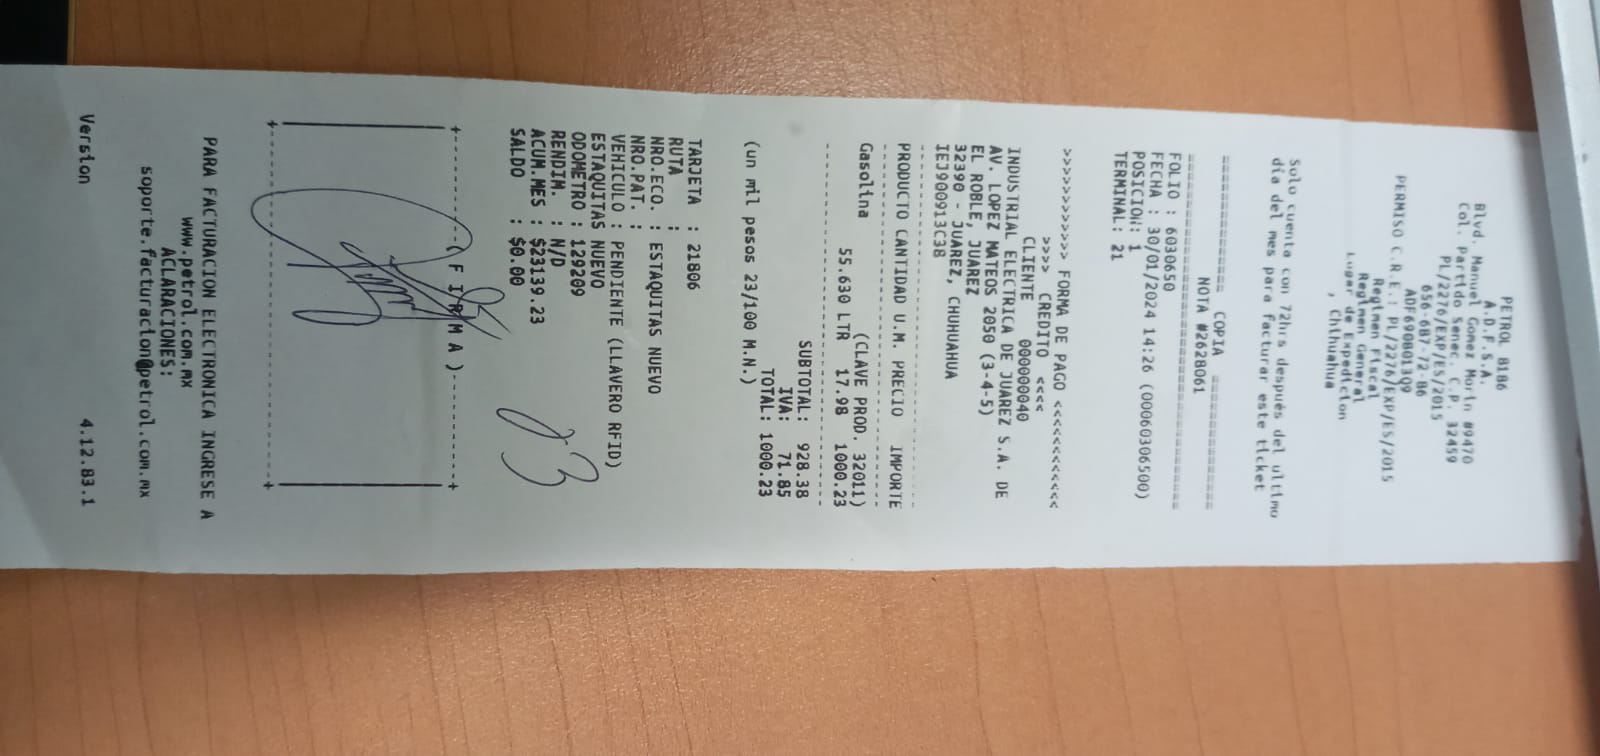 PETROL 8186
A.D.F.S.A.
Blvd. Manuel Gomez Morin #9470
Col. Partido Senec. C.P. 32459
PL/2276/EXP/ES/2015
656-687-72-86
ADF6908013Q9
PERMISO C.R.E.: PL/2276/EXP/ES/2015
Regimen Fiscal
Regimen General
Lugar de Expedicion
, Chihuahua
Solo cuenta con 72hrs después del ultimo
dia del mes para facturar este ticket
==================== COPIA ====================
NOTA #2628061
===============================================
FOLIO : 6030650
FECHA : 30/01/2024 14:26 (00060306500)
POSICION: 1
TERMINAL: 21
>>>>>>>>>>>> FORMA DE PAGO <<<<<<<<<<<<
>>>> CREDITO <<<<
CLIENTE 000000040
INDUSTRIAL ELECTRICA DE JUAREZ S.A. DE
AV. LOPEZ MATEOS 2050 (3-4-5)
EL ROBLE, JUAREZ
32390 - JUAREZ, CHUHUAHUA
IEJ900913C38
PRODUCTO CANTIDAD U.M. PRECIO IMPORTE
(CLAVE PROD. 32011)
Gasolina 55.630 LTR 17.98 1000.23
SUBTOTAL: 928.38
IVA: 71.85
TOTAL: 1000.23
(un mil pesos 23/100 M.N.)
TARJETA : 21806
RUTA :
NRO.ECO. : ESTAQUITAS NUEVO
NRO.PAT. :
VEHICULO : PENDIENTE (LLAVERO RFID)
ESTAQUITAS NUEVO
ODOMETRO : 129209
RENDIM. : N/D
ACUM.MES : $23139.23
SALDO : $0.00
+--------( F I R M A )--------+
+-----------------------------+
PARA FACTURACION ELECTRONICA INGRESE A
www.petrol.com.mx
ACLARACIONES:
soporte.facturacion@petrol.com.mx
Version 4.12.83.1